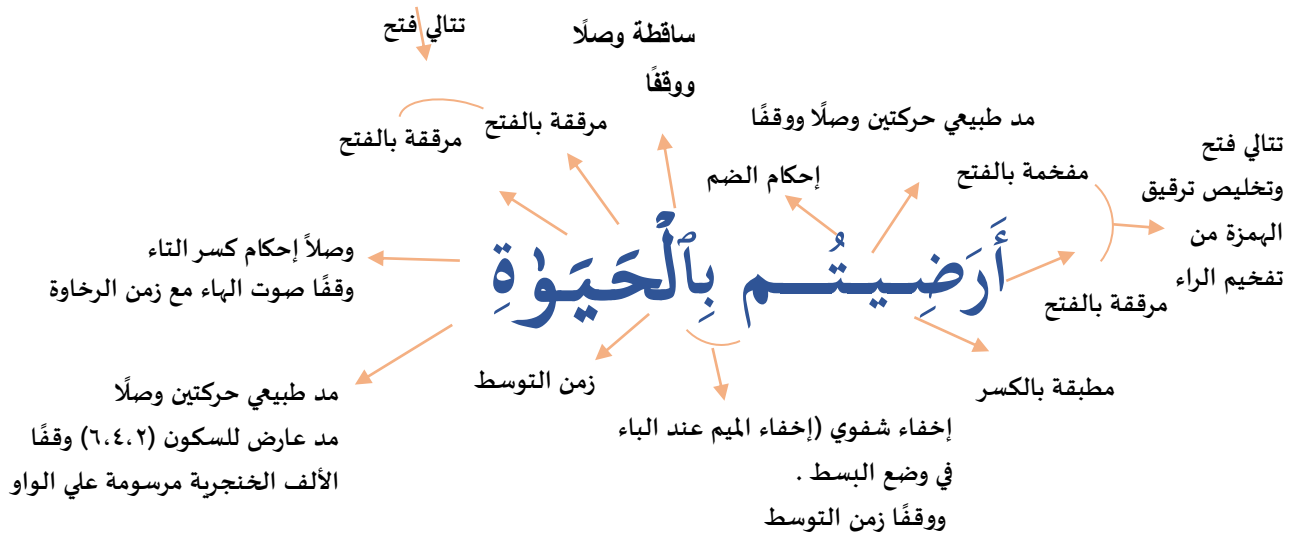 تتالي فتح
ساقطة وصلًا
ووقفًا
مرققة بالفتح
مرققة بالفتح
مد طبيعي حركتين وصلًا ووقفًا
إحكام الضم
مفخمة بالفتح
تتالي فتح
وتخليص ترقيق
الهمزة من
تفخيم الراء
أَرَضِيتُم بِٱلْحَيَوٰةِ
وصلاً إحكام كسر التاء
وقفًا صوت الهاء مع زمن الرخاوة
مرققة بالفتح
مطبقة بالكسر
زمن التوسط
مد طبيعي حركتين وصلًا
مد عارض للسكون (٦،٤،٢) وقفًا
الألف الخنجرية مرسومة علي الواو
إخفاء شفوي (إخفاء الميم عند الباء
في وضع البسط .
ووقفًا زمن التوسط